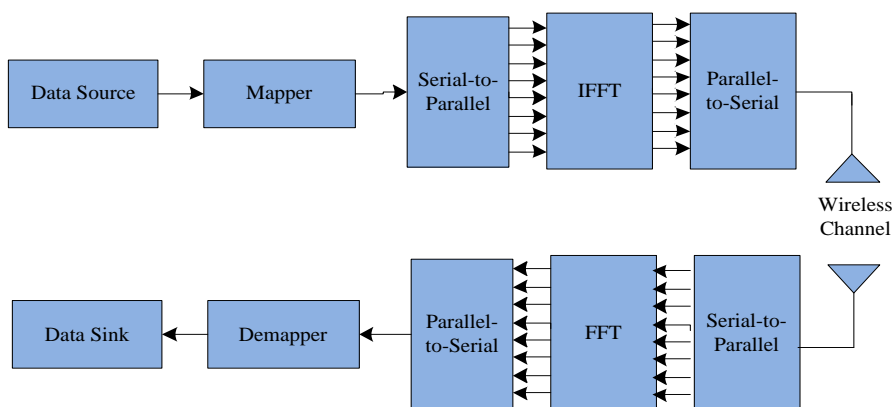 Data Source
Mapper
Serial-to-
Parallel
IFFT
Parallel-
to-Serial
Wireless
Channel
Data Sink
Demapper
Parallel-
to-Serial
FFT
Serial-to-
Parallel